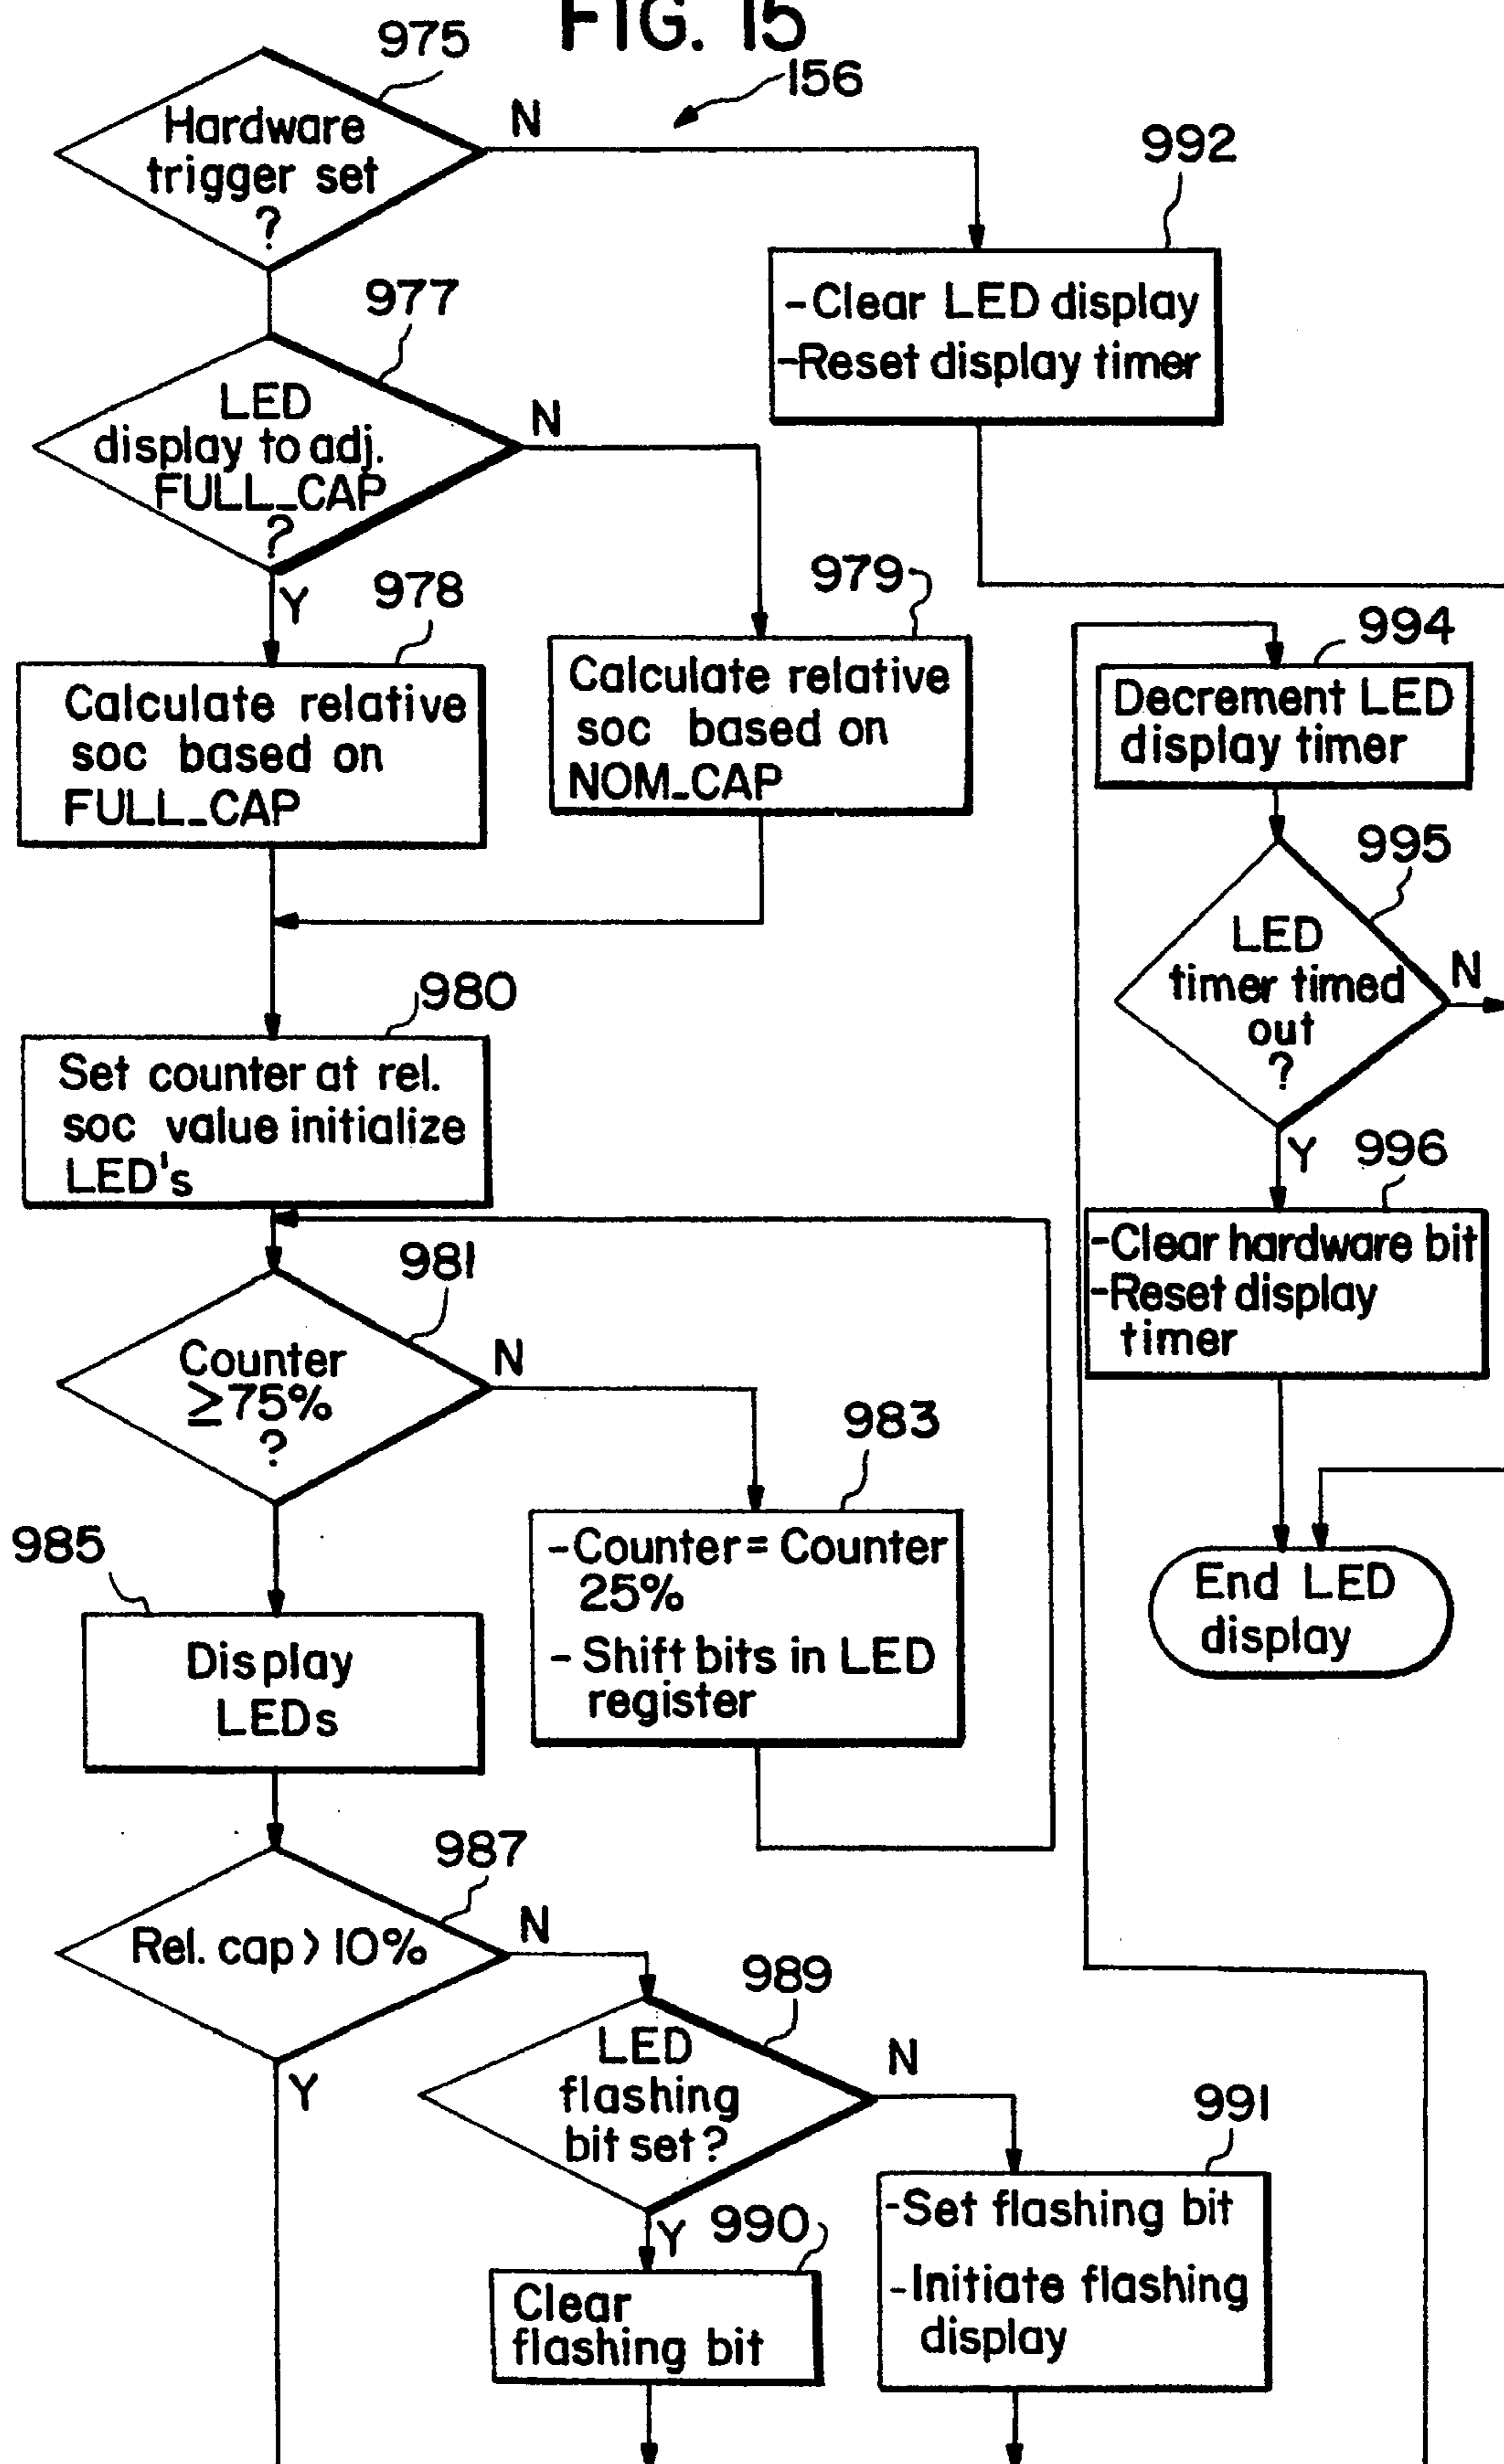 FIG. 15
975
156
Hardware
trigger set
?
N
992
- Clear LED display
- Reset display timer
977
LED
display to adj.
FULL_CAP
?
N
Y
978
979
Calculate relative
soc based on
FULL_CAP
Calculate relative
soc based on
NOM_CAP
994
Decrement LED
display timer
995
LED
timer timed
out
?
N
Y
996
- Clear hardware bit
- Reset display
timer
End LED
display
980
Set counter at rel.
soc value initialize
LED's
981
Counter
≥75%
?
N
983
- Counter = Counter
25%
- Shift bits in LED
register
985
Display
LEDs
987
Rel. cap > 10%
N
Y
989
LED
flashing
bit set?
N
Y
990
Clear
flashing bit
991
- Set flashing bit
- Initiate flashing
display